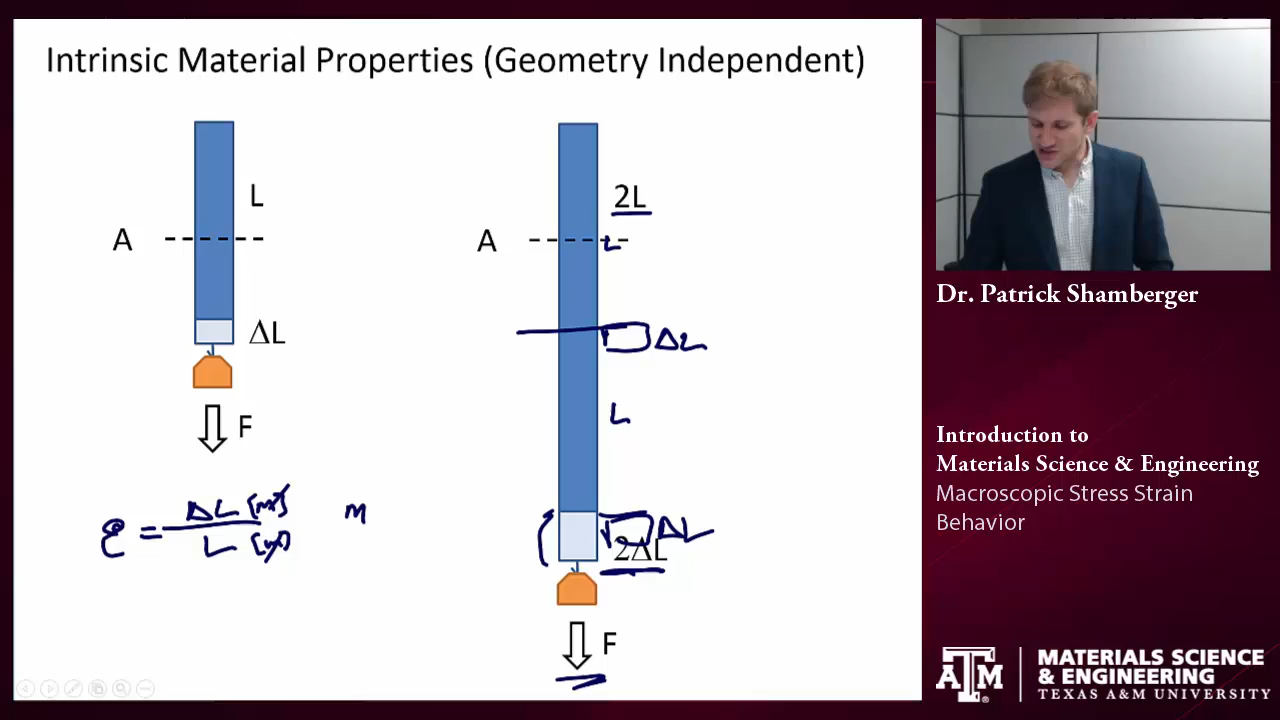 Intrinsic Material Properties (Geometry Independent)
L
A
ΔL
F
ε = ΔL [m] / L [m]
m
2L
A
L
ΔL
L
ΔL
2ΔL
F
Dr. Patrick Shamberger
Introduction to
Materials Science & Engineering
Macroscopic Stress Strain
Behavior
ATM
MATERIALS SCIENCE
& ENGINEERING
TEXAS A&M UNIVERSITY